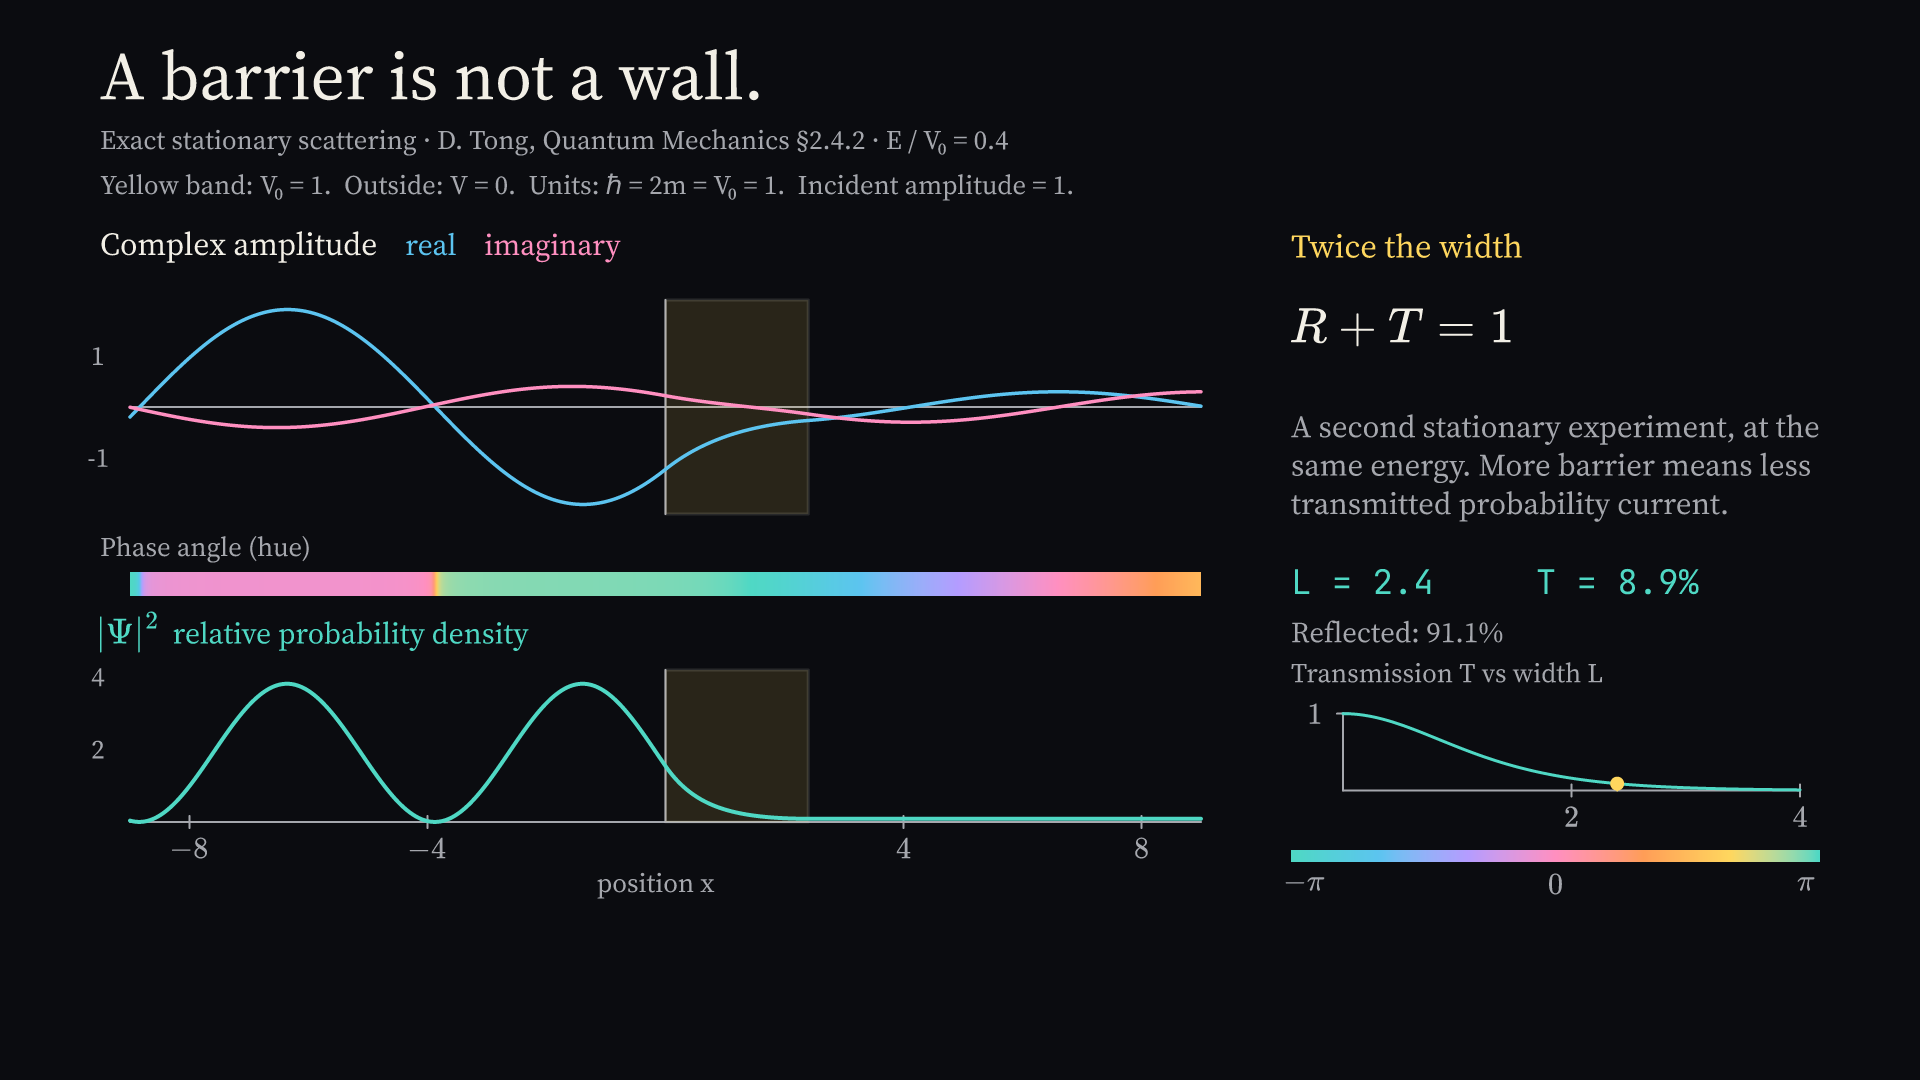 A barrier is not a wall.
Exact stationary scattering · D. Tong, Quantum Mechanics §2.4.2 · E / V₀ = 0.4
Yellow band: V₀ = 1. Outside: V = 0. Units: ℏ = 2m = V₀ = 1. Incident amplitude = 1.
Complex amplitude real imaginary
1
-1
Phase angle (hue)
|Ψ|² relative probability density
4
2
−8 −4 4 8
position x
Twice the width
R + T = 1
A second stationary experiment, at the
same energy. More barrier means less
transmitted probability current.
L = 2.4 T = 8.9%
Reflected: 91.1%
Transmission T vs width L
1
2 4
−π 0 π